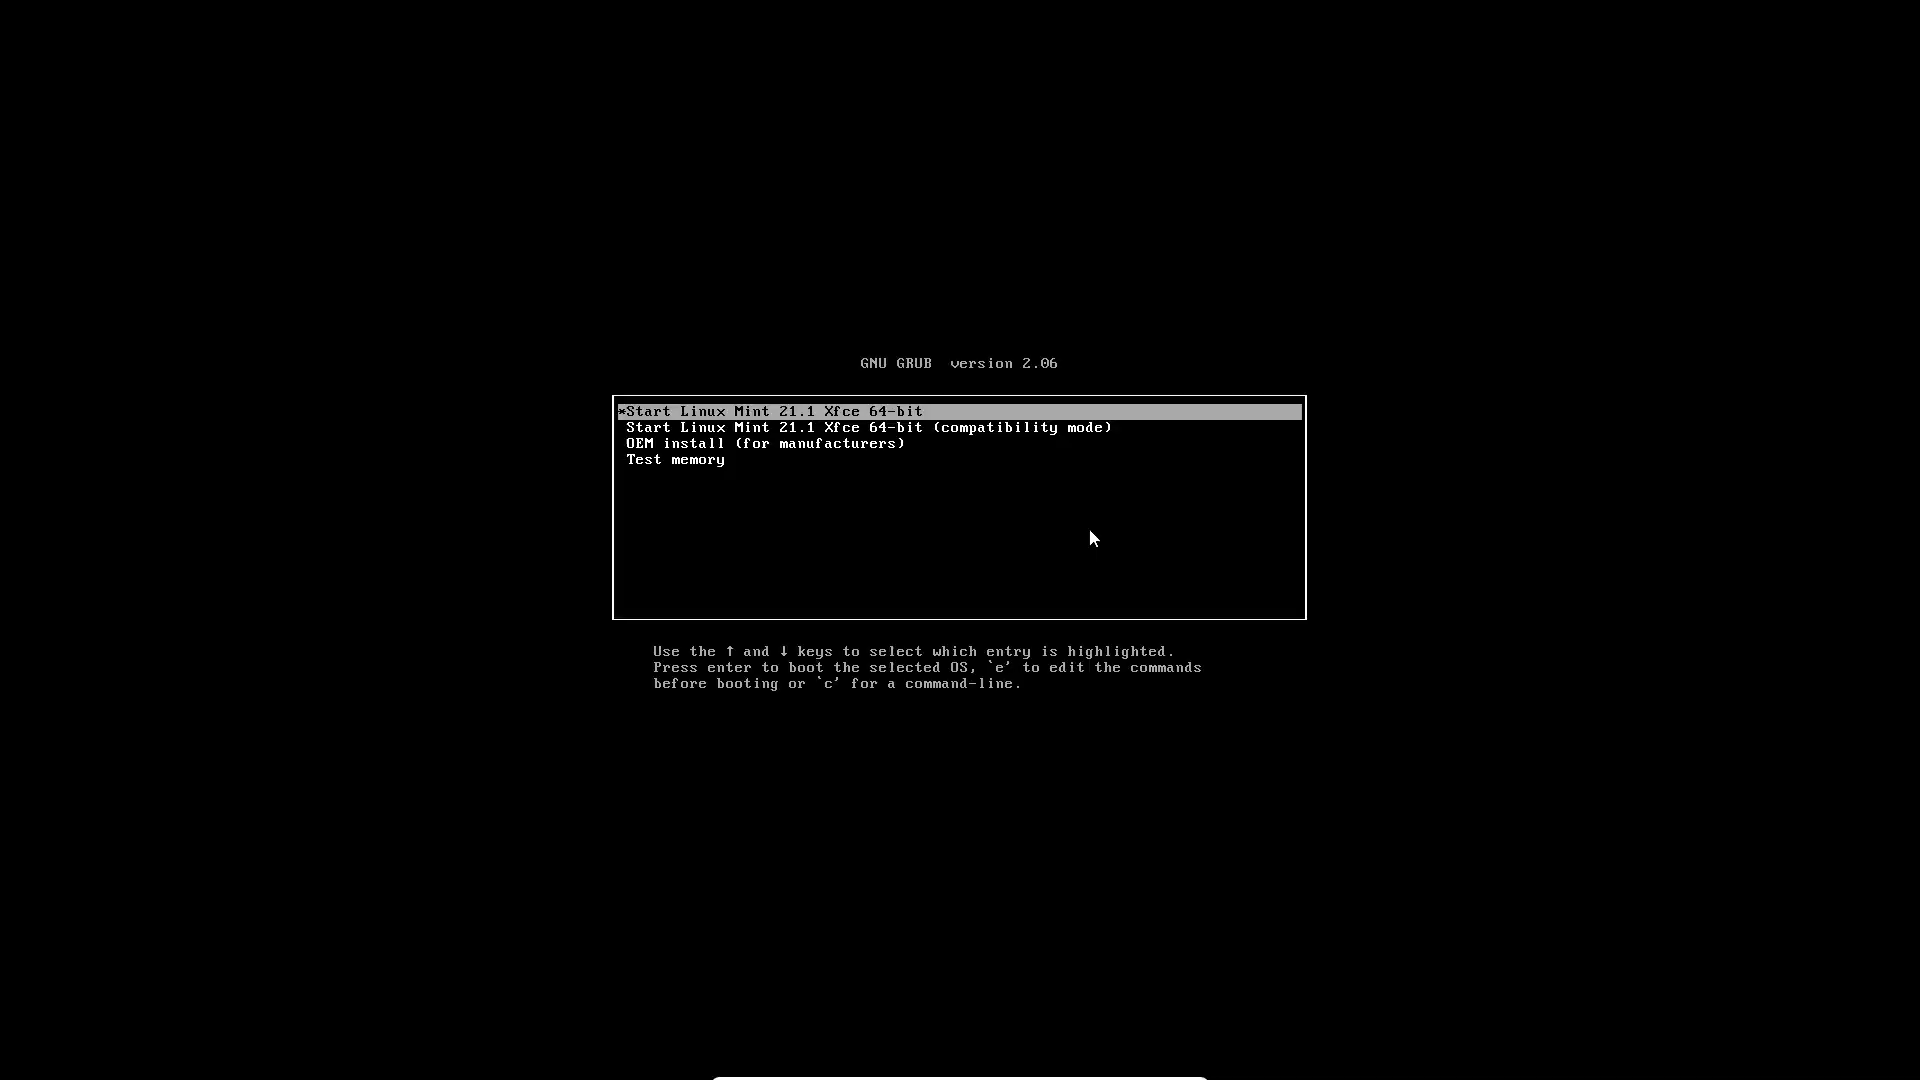 GNU GRUB  version 2.06
*Start Linux Mint 21.1 Xfce 64-bit
Start Linux Mint 21.1 Xfce 64-bit (compatibility mode)
OEM install (for manufacturers)
Test memory
Use the ↑ and ↓ keys to select which entry is highlighted.
Press enter to boot the selected OS, `e' to edit the commands
before booting or `c' for a command-line.